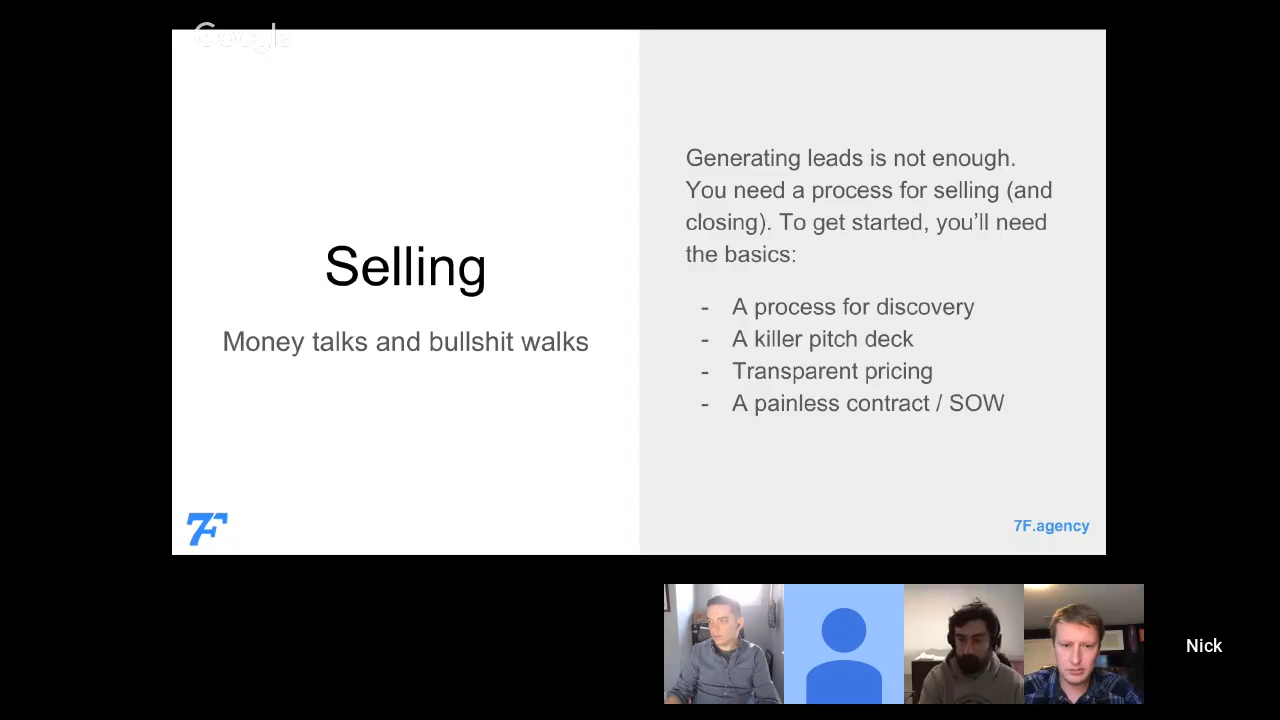 Google
Selling
Money talks and bullshit walks
Generating leads is not enough.
You need a process for selling (and
closing). To get started, you’ll need
the basics:
- A process for discovery
- A killer pitch deck
- Transparent pricing
- A painless contract / SOW
7F
7F.agency
Nick